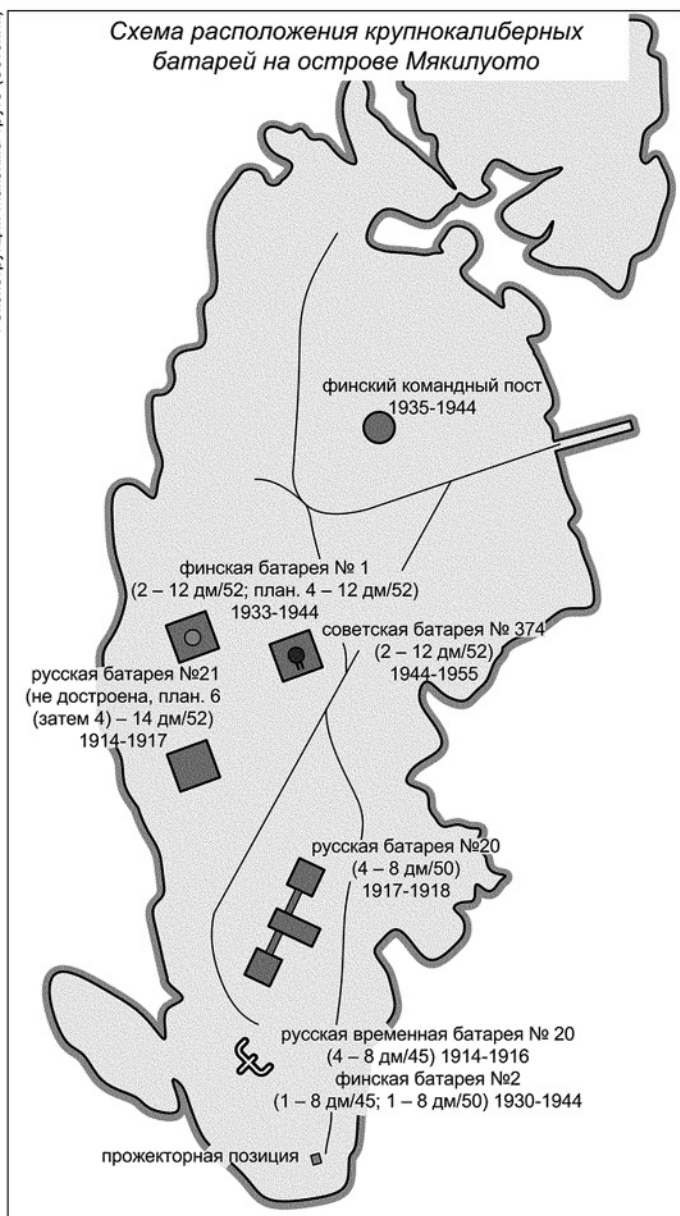 Схема расположения крупнокалиберных
батарей на острове Мякилуото
финский командный пост
1935-1944
финская батарея № 1
(2 – 12 дм/52; план. 4 – 12 дм/52)
1933-1944
советская батарея № 374
(2 – 12 дм/52)
1944-1955
русская батарея №21
(не достроена, план. 6
(затем 4) – 14 дм/52)
1914-1917
русская батарея №20
(4 – 8 дм/50)
1917-1918
русская временная батарея № 20
(4 – 8 дм/45) 1914-1916
финская батарея №2
(1 – 8 дм/45; 1 – 8 дм/50) 1930-1944
прожекторная позиция